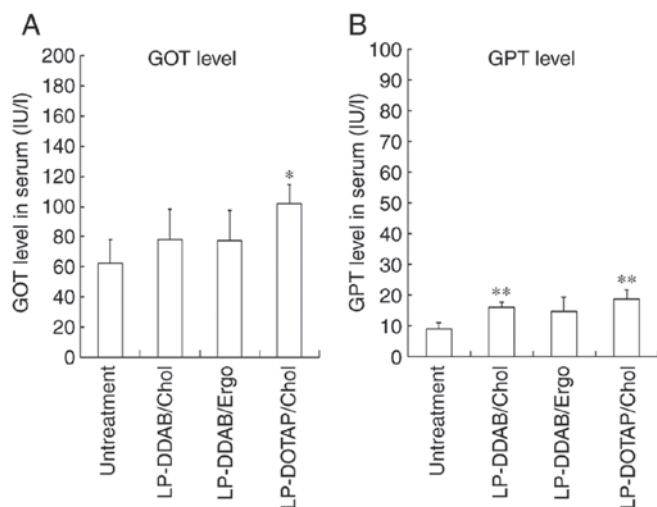 A
GOT level
GOT level in serum (IU/l)
200
180
160
140
120
100
80
60
40
20
0
*
Untreatment
LP-DDAB/Chol
LP-DDAB/Ergo
LP-DOTAP/Chol
B
GPT level
GPT level in serum (IU/l)
100
90
80
70
60
50
40
30
20
10
0
**
**
Untreatment
LP-DDAB/Chol
LP-DDAB/Ergo
LP-DOTAP/Chol